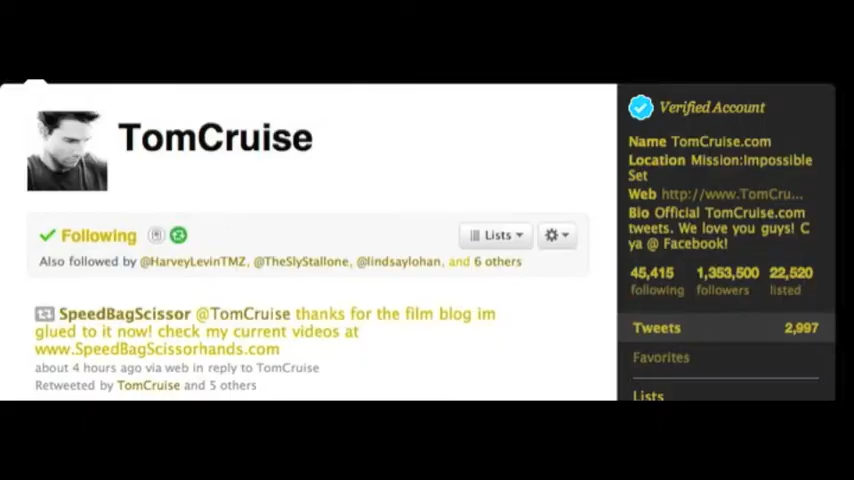 TomCruise
Following
Lists
Also followed by @HarveyLevinTMZ, @TheSlyStallone, @lindsaylohan, and 6 others
SpeedBagScissor @TomCruise thanks for the film blog im
glued to it now! check my current videos at
www.SpeedBagScissorhands.com
about 4 hours ago via web in reply to TomCruise
Retweeted by TomCruise and 5 others
Verified Account
Name TomCruise.com
Location Mission:Impossible
Set
Web http://www.TomCru...
Bio Official TomCruise.com
tweets. We love you guys! C
ya @ Facebook!
45,415 1,353,500 22,520
following followers listed
Tweets 2,997
Favorites
Lists